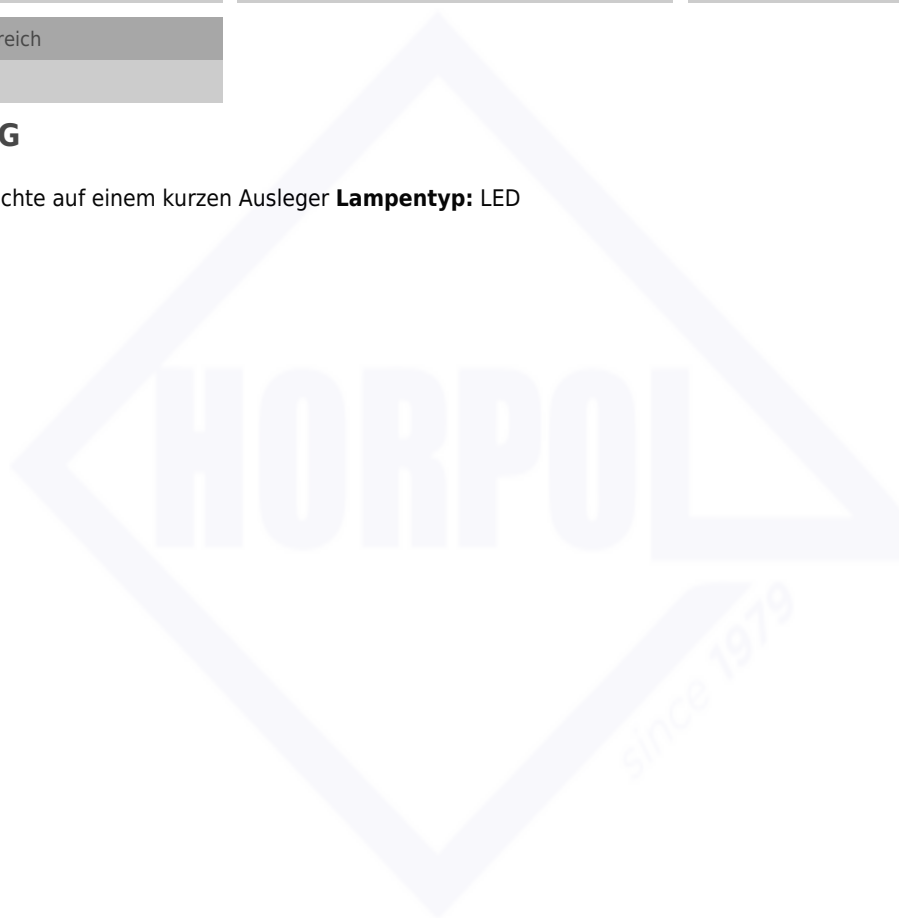 reich
G
chte auf einem kurzen Ausleger Lampentyp: LED
HORPOL
since 1979